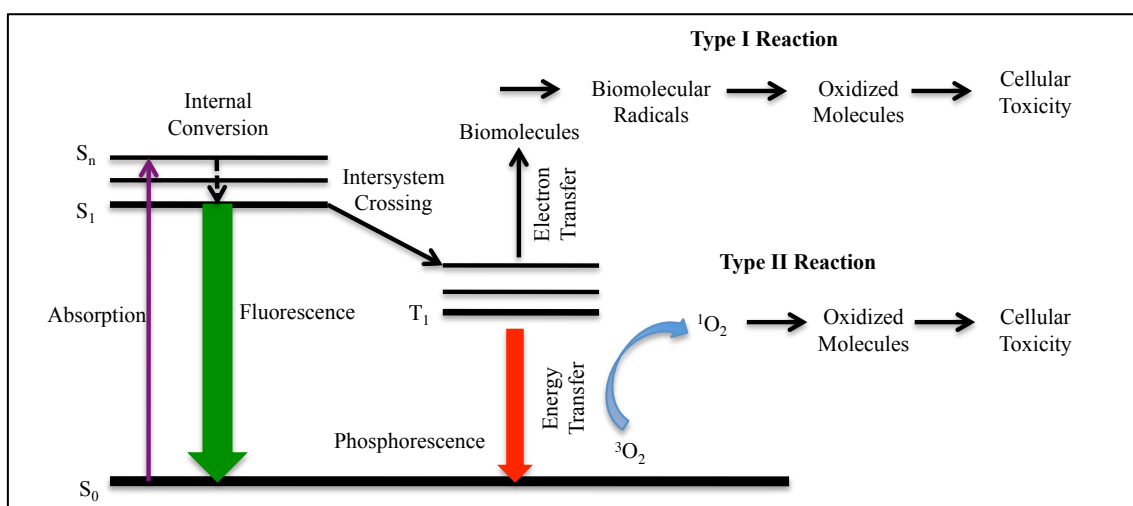 Type I Reaction
Internal
Conversion
Biomolecules
Biomolecular
Radicals
Oxidized
Molecules
Cellular
Toxicity
Sₙ
S₁
Intersystem
Crossing
Electron
Transfer
Type II Reaction
Absorption
Fluorescence
T₁
¹O₂
Oxidized
Molecules
Cellular
Toxicity
Phosphorescence
Energy
Transfer
³O₂
S₀